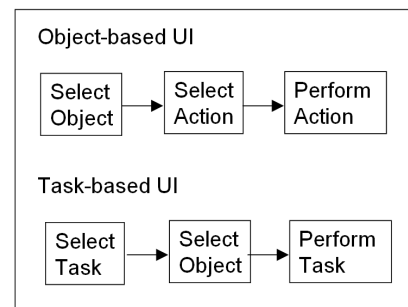 Object-based UI
Select Object
Select Action
Perform Action
Task-based UI
Select Task
Select Object
Perform Task